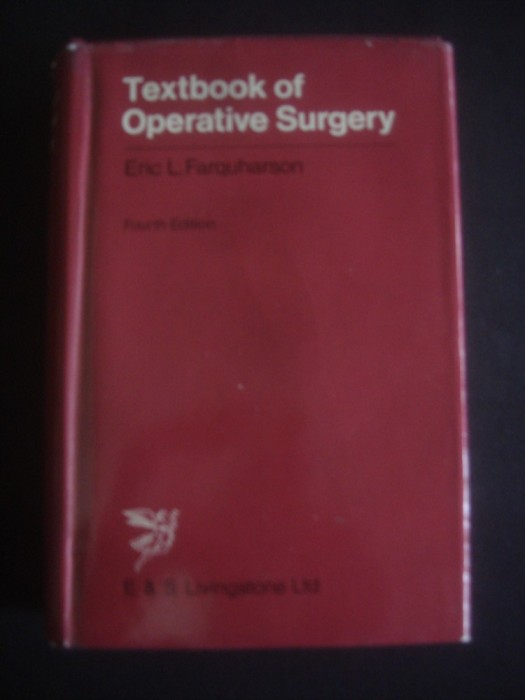 Textbook of
Operative Surgery
Eric L. Farquharson
Fourth Edition
E & S Livingstone Ltd